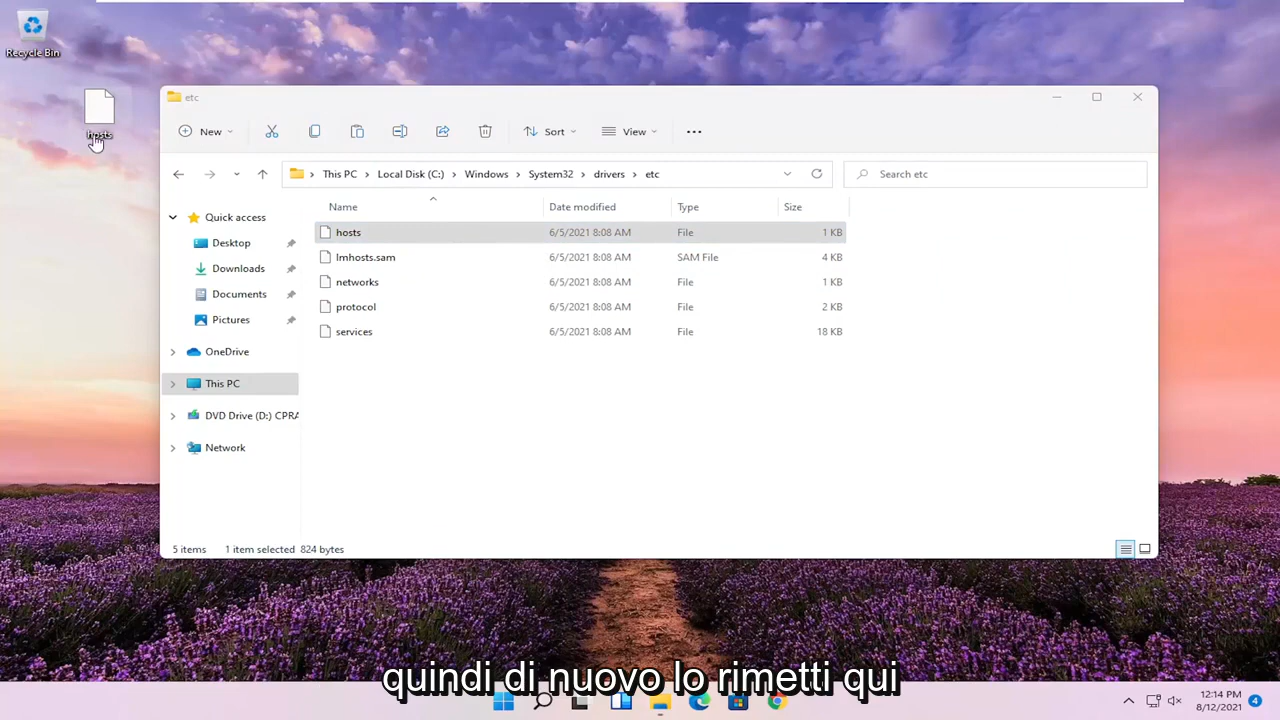 Recycle Bin
hosts
etc
New
Sort
View
This PC
Local Disk (C:)
Windows
System32
drivers
etc
Search etc
Name
Date modified
Type
Size
hosts 6/5/2021 8:08 AM File 1 KB
lmhosts.sam 6/5/2021 8:08 AM SAM File 4 KB
networks 6/5/2021 8:08 AM File 1 KB
protocol 6/5/2021 8:08 AM File 2 KB
services 6/5/2021 8:08 AM File 18 KB
Quick access
Desktop
Downloads
Documents
Pictures
OneDrive
This PC
DVD Drive (D:) CPRA
Network
5 items 1 item selected 824 bytes
quindi di nuovo lo rimetti qui
12:14 PM
8/12/2021
4